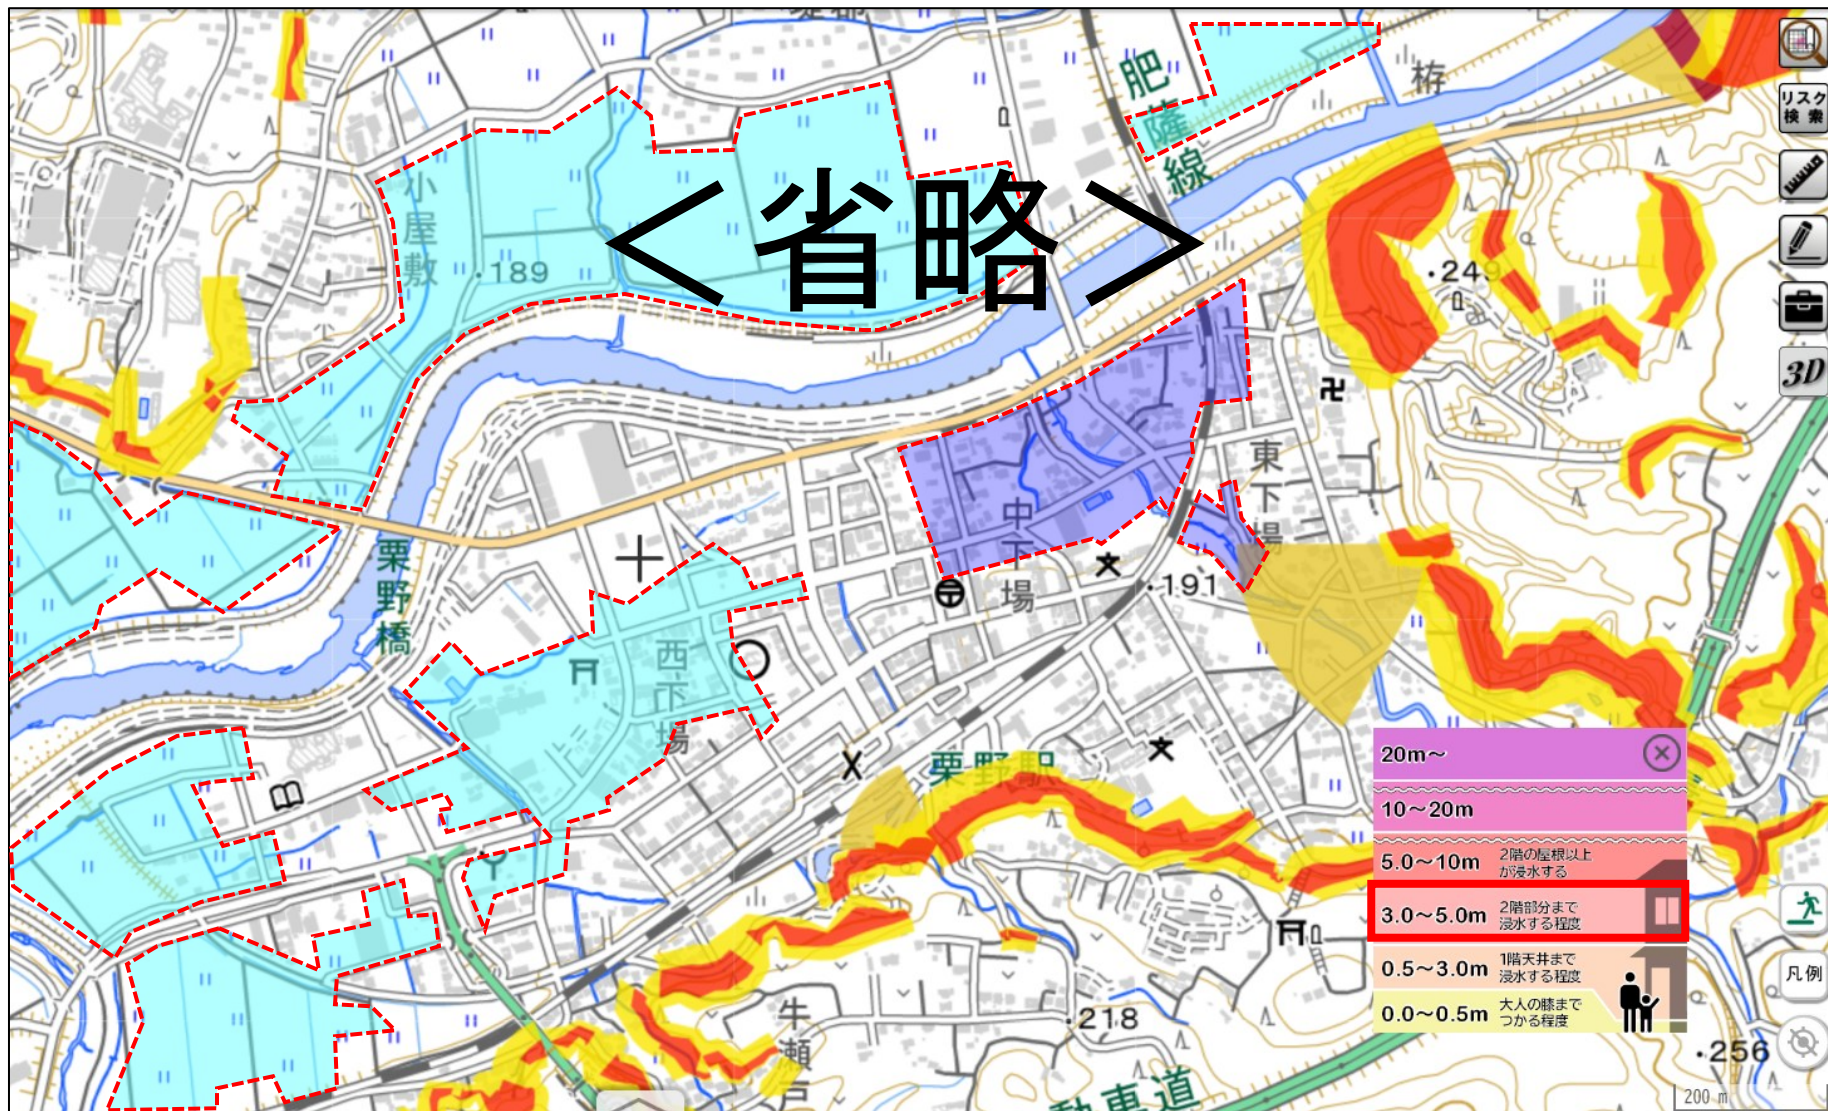 肥薩線
栫
小屋敷
189
＜省略＞
249
東下場
中下場
191
栗野橋
西下場
栗野駅
牛瀬戸
218
256
動車道
リスク
検索
3D
20m～
10～20m
5.0～10m
2階の屋根以上
が浸水する
3.0～5.0m
2階部分まで
浸水する程度
0.5～3.0m
1階天井まで
浸水する程度
0.0～0.5m
大人の膝まで
つかる程度
凡例
200 m